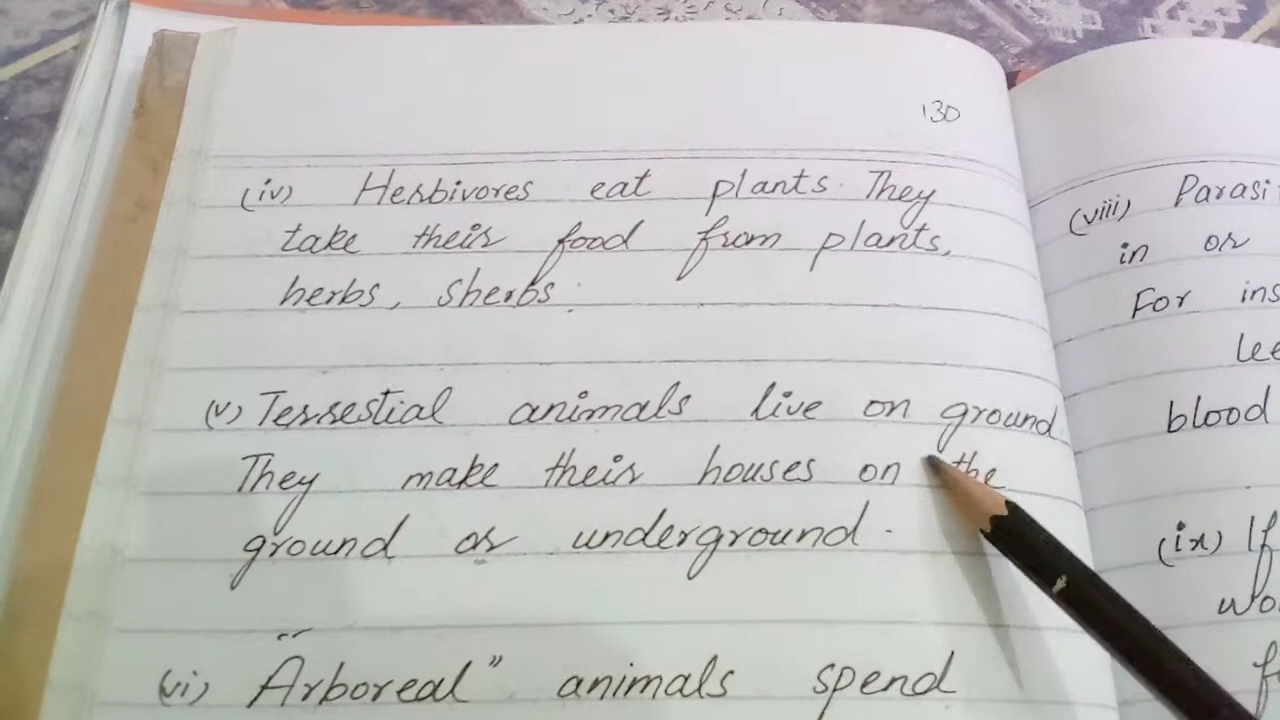 130
(iv) Herbivores eat plants. They
take their food from plants,
herbs, sherbs.
(v) Terrestial animals live on ground
They make their houses on the
ground or underground.
(vi) "Arboreal" animals spend
(viii) Parasi
in or
For ins
lee
blood
(ix) If
wo